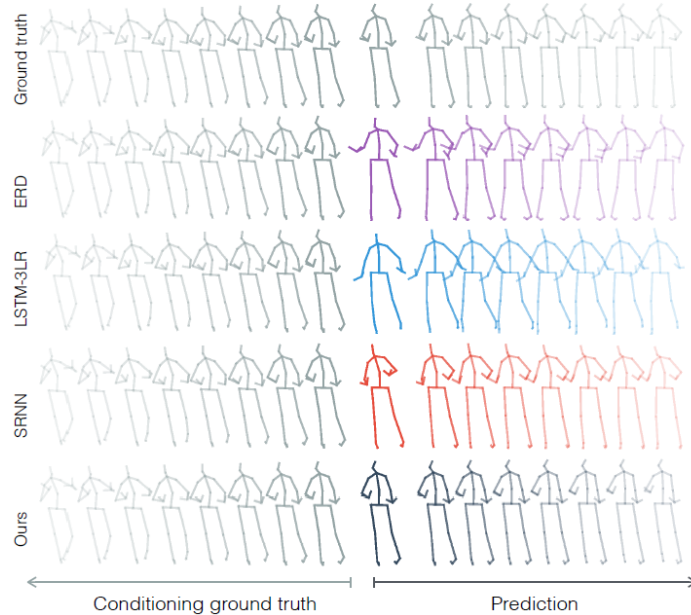 Ground truth
ERD
LSTM-3LR
SRNN
Ours
Conditioning ground truth
Prediction